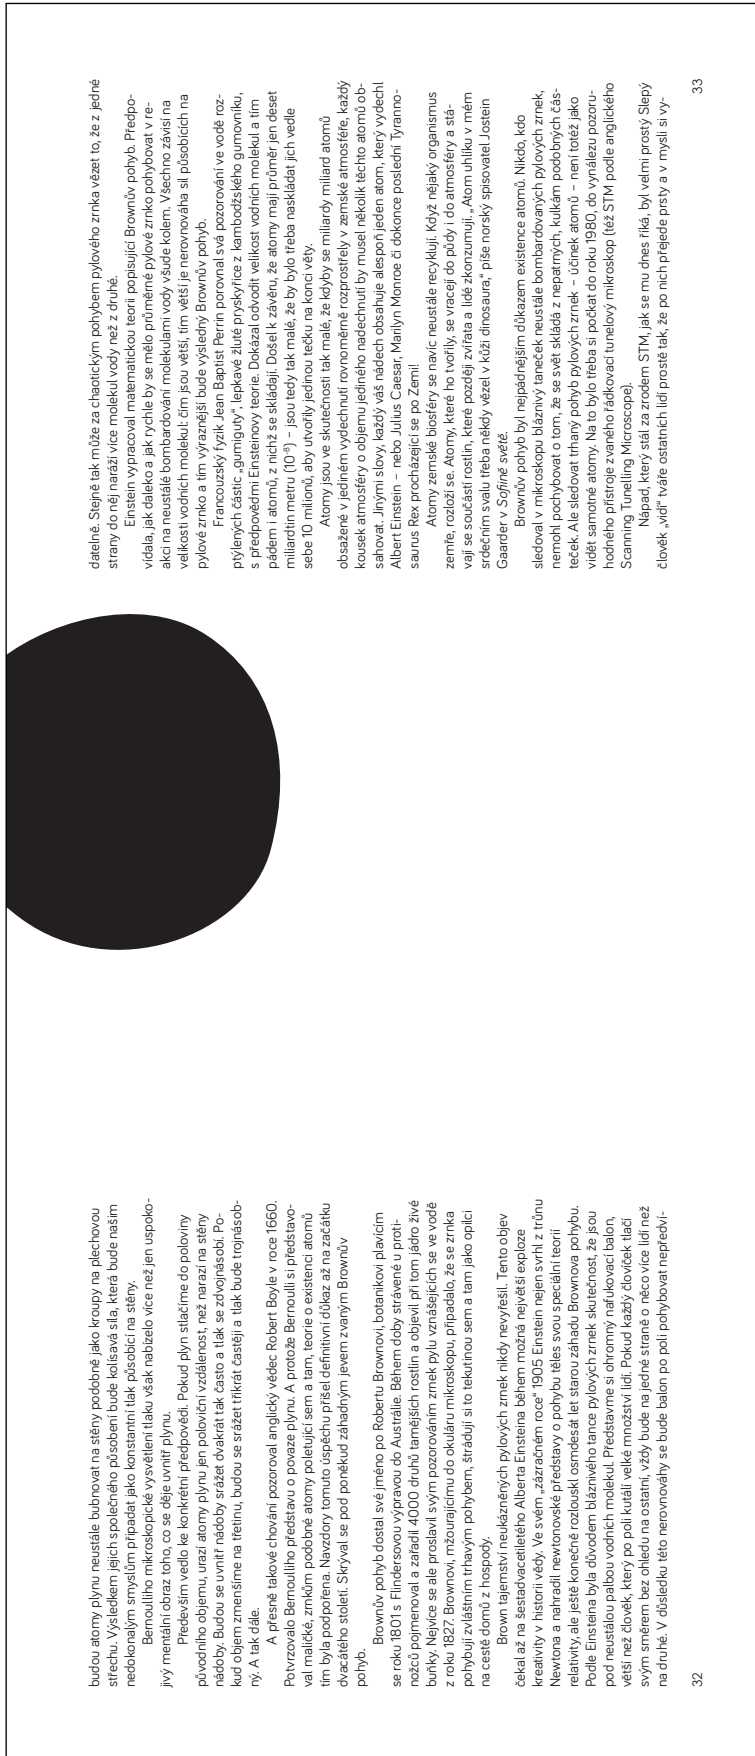 budou atomy plynu neustále bubnovat na stěny podobně jako kroupy na plechovou
střechu. Výsledkem jejich společného působení bude kolísavá síla, která bude našim
nedokonalým smyslům připadat jako konstantní tlak působící na stěny.
Bernoulliho mikroskopické vysvětlení tlaku však nabízelo více než jen uspoko-
jivý mentální obraz toho, co se děje uvnitř plynu.
Především vedlo ke konkrétní předpovědi. Pokud plyn stlačíme do poloviny
původního objemu, urazí atomy plynu jen poloviční vzdálenost, než narazí na stěny
nádoby. Budou se uvnitř nádoby srážet dvakrát tak často a tlak se zdvojnásobí. Po-
kud objem zmenšíme na třetinu, budou se srážet třikrát častěji a tlak bude trojnásob-
ný. A tak dále.
A přesně takové chování pozoroval anglický vědec Robert Boyle v roce 1660.
Potvrzovalo Bernoulliho představu o povaze plynu. A protože Bernoulli si představo-
val maličké, zrnkům podobné atomy poletující sem a tam, teorie o existenci atomů
tím byla podpořena. Navzdory tomuto úspěchu přišel definitivní důkaz až na začátku
dvacátého století. Skrýval se pod poněkud záhadným jevem zvaným Brownův
pohyb.
Brownův pohyb dostal své jméno po Robertu Brownovi, botanikovi plavícím
se roku 1801 s Flindersovou výpravou do Austrálie. Během doby strávené u proti-
nožců pojmenoval a zařadil 4000 druhů tamějších rostlin a objevil při tom jádro živé
buňky. Nejvíce se ale proslavil svým pozorováním zrnek pylu vznášejících se ve vodě
z roku 1827. Brownovi, mžourajícímu do okuláru mikroskopu, připadalo, že se zrnka
pohybují zvláštním trhavým pohybem, štrádují si to tekutinou sem a tam jako opilci
na cestě domů z hospody.
Brown tajemství neukázněných pylových zrnek nikdy nevyřešil. Tento objev
čekal až na šestadvacetiletého Alberta Einsteina během možná největší exploze
kreativity v historii vědy. Ve svém „zázračném roce“ 1905 Einstein nejen svrhl z trůnu
Newtona a nahradil newtonovské představy o pohybu těles svou speciální teorií
relativity, ale ještě konečně rozlouskl osmdesát let starou záhadu Brownova pohybu.
Podle Einsteina byla důvodem bláznivého tance pylových zrnek skutečnost, že jsou
pod neustálou palbou vodních molekul. Představme si ohromný nafukovací balon,
větší než člověk, který po poli kutálí velké množství lidí. Pokud každý človíček tlačí
svým směrem bez ohledu na ostatní, vždy bude na jedné straně o něco více lidí než
na druhé. V důsledku této nerovnováhy se bude balon po poli pohybovat nepředví-
32
datelně. Stejně tak může za chaotickým pohybem pylového zrnka vězet to, že z jedné
strany do něj naráží více molekul vody než z druhé.
Einstein vypracoval matematickou teorii popisující Brownův pohyb. Předpo-
vídala, jak daleko a jak rychle by se mělo průměrné pylové zrnko pohybovat v re-
akci na neustálé bombardování molekulami vody všude kolem. Všechno závisí na
velikosti vodních molekul: čím jsou větší, tím větší je nerovnováha sil působících na
pylové zrnko a tím výraznější bude výsledný Brownův pohyb.
Francouzský fyzik Jean Baptist Perrin porovnal svá pozorování ve vodě roz-
ptýlených částic „gumiguty“, lepkavé žluté pryskyřice z kambodžského gumovníku,
s předpověďmi Einsteinovy teorie. Dokázal odvodit velikost vodních molekul a tím
pádem i atomů, z nichž se skládají. Došel k závěru, že atomy mají průměr jen deset
miliardtin metru (10⁻⁸) – jsou tedy tak malé, že by bylo třeba naskládat jich vedle
sebe 10 milionů, aby utvořily jedinou tečku na konci věty.
Atomy jsou ve skutečnosti tak malé, že kdyby se miliardy miliard atomů
obsažené v jediném vydechnutí rovnoměrně rozprostřely v zemské atmosféře, každý
kousek atmosféry o objemu jediného nadechnutí by musel několik těchto atomů ob-
sahovat. Jinými slovy, každý váš nádech obsahuje alespoň jeden atom, který vydechl
Albert Einstein – nebo Julius Caesar, Marilyn Monroe či dokonce poslední Tyranno-
saurus Rex procházející se po Zemi!
Atomy zemské biosféry se navíc neustále recyklují. Když nějaký organismus
zemře, rozloží se. Atomy, které ho tvořily, se vracejí do půdy i do atmosféry a stá-
vají se součástí rostlin, které později zvířata a lidé zkonzumují. „Atom uhlíku v mém
srdečním svalu třeba někdy vězel v kůži dinosaura,“ píše norský spisovatel Jostein
Gaarder v Sofiině světě.
Brownův pohyb byl nejpádnějším důkazem existence atomů. Nikdo, kdo
sledoval v mikroskopu bláznivý taneček neustále bombardovaných pylových zrnek,
nemohl pochybovat o tom, že se svět skládá z nepatrných, kulkám podobných čás-
teček. Ale sledovat trhaný pohyb pylových zrnek – účinek atomů – není totéž jako
vidět samotné atomy. Na to bylo třeba si počkat do roku 1980, do vynálezu pozoru-
hodného přístroje zvaného řádkovací tunelový mikroskop (též STM podle anglického
Scanning Tunelling Microscope).
Nápad, který stál za zrodem STM, jak se mu dnes říká, byl velmi prostý. Slepý
člověk „vidí“ tváře ostatních lidí prostě tak, že po nich přejede prsty a v mysli si vy-
33